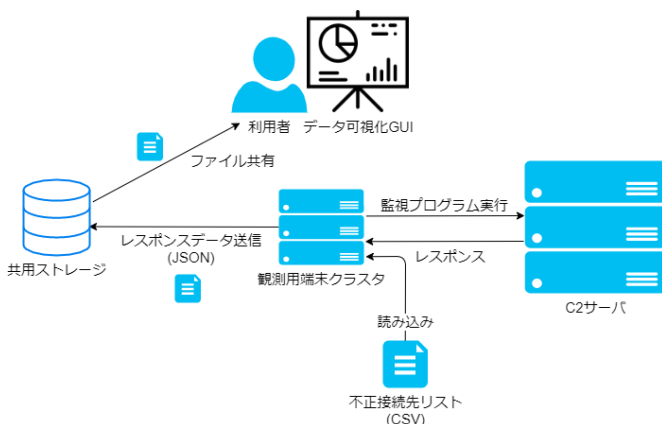 利用者
データ可視化GUI
ファイル共有
監視プログラム実行
レスポンスデータ送信
(JSON)
レスポンス
共用ストレージ
観測用端末クラスタ
C2サーバ
読み込み
不正接続先リスト
(CSV)